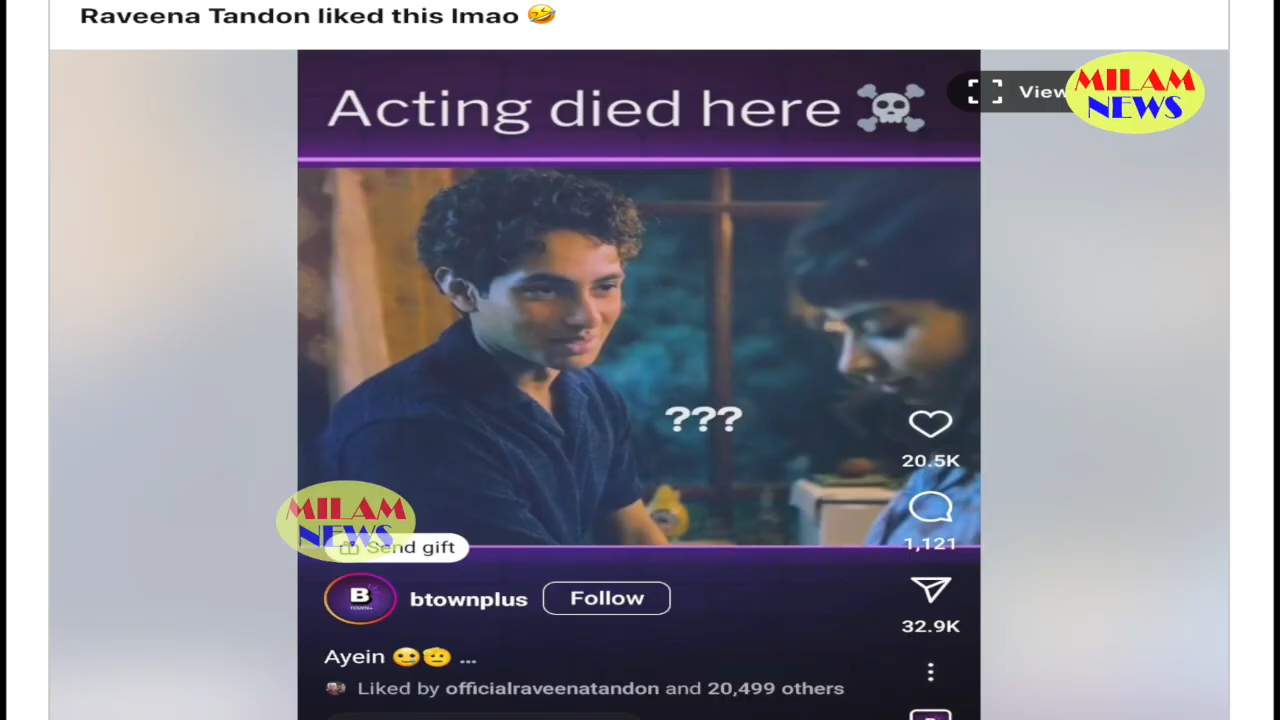 Raveena Tandon liked this lmao 🤣
Acting died here ☠️
View
MILAM
NEWS
???
20.5K
MILAM
NEWS
Send gift
1,121
B
TOWN+
btownplus
Follow
32.9K
Ayein 🥲🫡 ...
Liked by officialraveenatandon and 20,499 others